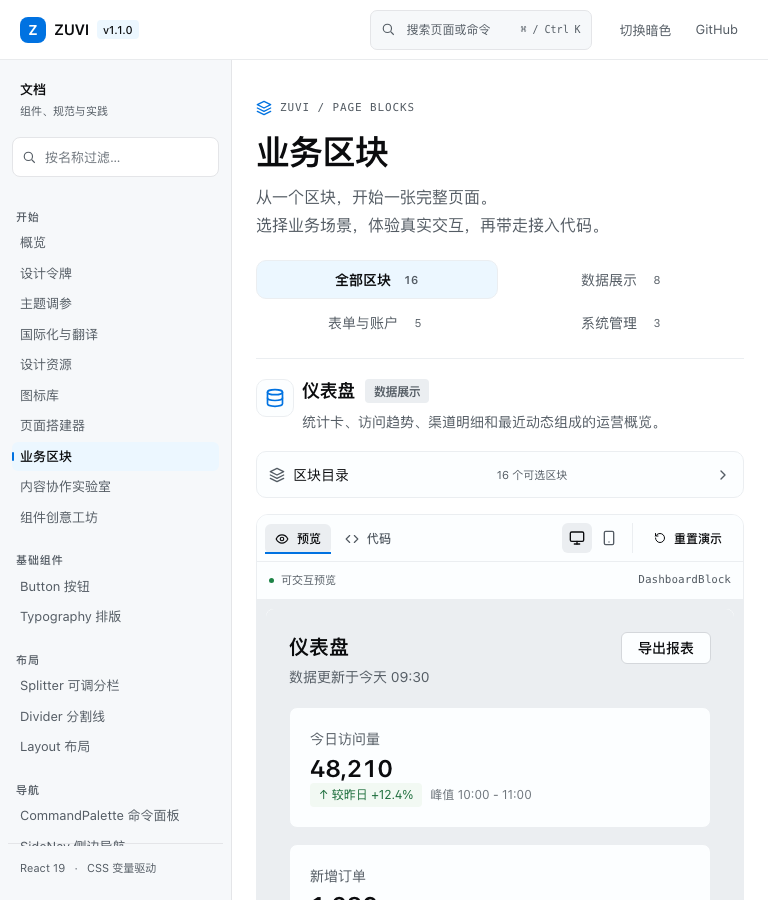 Z ZUVI v1.1.0
搜索页面或命令 ⌘ / Ctrl K
切换暗色
GitHub
文档
组件、规范与实践
按名称过滤...
开始
概览
设计令牌
主题调参
国际化与翻译
设计资源
图标库
页面搭建器
业务区块
内容协作实验室
组件创意工坊
基础组件
Button 按钮
Typography 排版
布局
Splitter 可调分栏
Divider 分割线
Layout 布局
导航
CommandPalette 命令面板
SideNav 侧边导航
React 19 · CSS 变量驱动
ZUVI / PAGE BLOCKS
业务区块
从一个区块，开始一张完整页面。
选择业务场景，体验真实交互，再带走接入代码。
全部区块 16
数据展示 8
表单与账户 5
系统管理 3
仪表盘 数据展示
统计卡、访问趋势、渠道明细和最近动态组成的运营概览。
区块目录 16 个可选区块
预览 代码 重置演示
可交互预览 DashboardBlock
仪表盘
数据更新于今天 09:30
导出报表
今日访问量
48,210
↑ 较昨日 +12.4% 峰值 10:00 - 11:00
新增订单